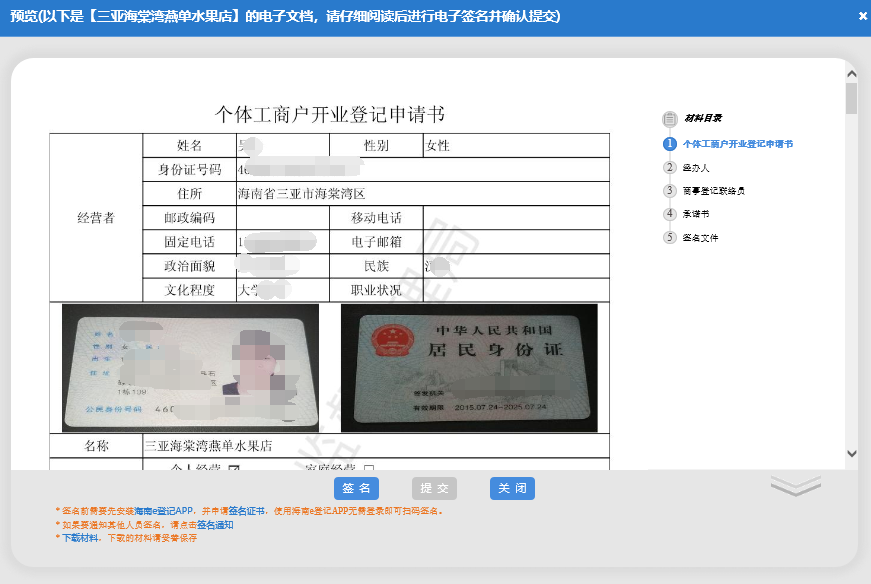 预览(以下是【三亚海棠湾燕单水果店】的电子文档，请仔细阅读后进行电子签名并确认提交)
×
个体工商户开业登记申请书
经营者
姓名 性别 女性
身份证号码
住所 海南省三亚市海棠湾区
邮政编码 移动电话
固定电话 电子邮箱
政治面貌 民族
文化程度 大学 职业状况
姓名
公民身份号码 460
中华人民共和国
居民身份证
签发机关
有效期限 2015.07.24-2025.07.24
名称 三亚海棠湾燕单水果店
个人经营 家庭经营
材料目录
1 个体工商户开业登记申请书
2 经办人
3 商事登记联络员
4 承诺书
5 签名文件
签 名 提 交 关 闭
*签名前需要先安装海南e登记APP，并申请签名证书，使用海南e登记APP无需登录即可扫码签名。
*如果要通知其他人员签名，请点击签名通知
*下载材料，下载的材料请妥善保存